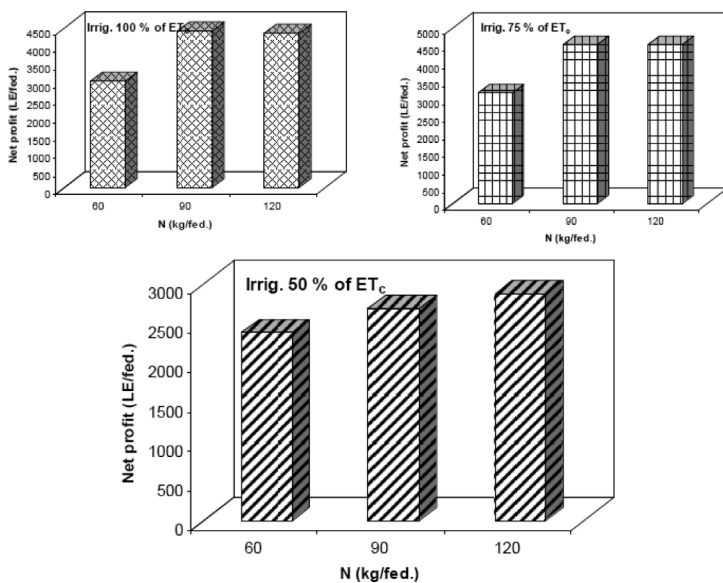 Irrig. 100 % of ET
Net profit (LE/fed.)
4500
4000
3500
3000
2500
2000
1500
1000
500
0
60 90 120
N (kg/fed.)
Irrig. 75 % of ETc
Net profit (LE/fed.)
5000
4500
4000
3500
3000
2500
2000
1500
1000
500
0
60 90 120
N (kg/fed.)
Irrig. 50 % of ETc
Net profit (LE/fed.)
3000
2500
2000
1500
1000
500
0
60 90 120
N (kg/fed.)